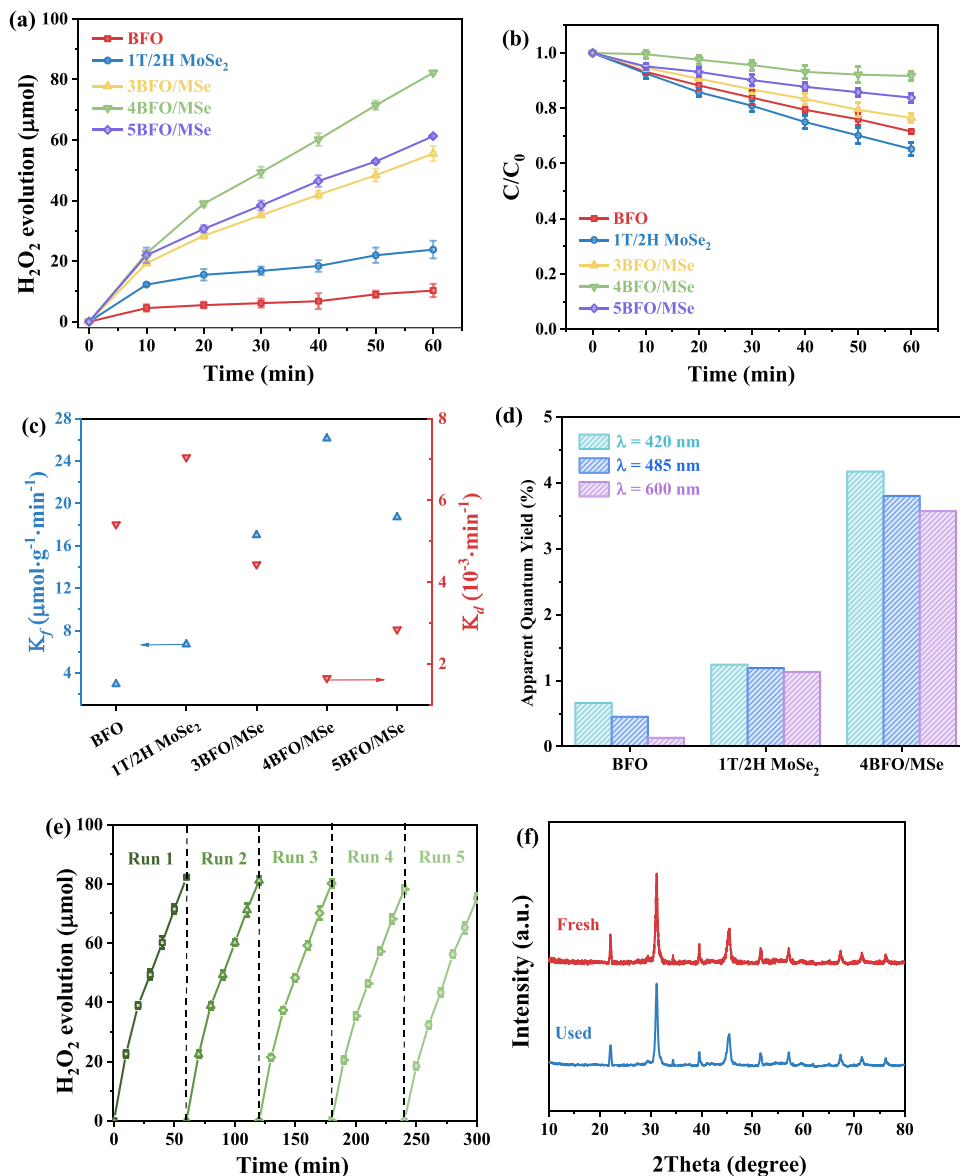 (a)
100
80
60
40
20
0
H₂O₂ evolution (μmol)
BFO
1T/2H MoSe₂
3BFO/MSe
4BFO/MSe
5BFO/MSe
0 10 20 30 40 50 60
Time (min)
(b)
1.0
0.8
0.6
0.4
0.2
0.0
C/C₀
BFO
1T/2H MoSe₂
3BFO/MSe
4BFO/MSe
5BFO/MSe
0 10 20 30 40 50 60
Time (min)
(c)
28
24
20
16
12
8
4
K_f (μmol·g⁻¹·min⁻¹)
8
6
4
2
K_d (10⁻³·min⁻¹)
BFO
1T/2H MoSe₂
3BFO/MSe
4BFO/MSe
5BFO/MSe
(d)
5
4
3
2
1
0
Apparent Quantum Yield (%)
λ = 420 nm
λ = 485 nm
λ = 600 nm
BFO 1T/2H MoSe₂ 4BFO/MSe
(e)
100
80
60
40
20
0
H₂O₂ evolution (μmol)
Run 1 Run 2 Run 3 Run 4 Run 5
0 50 100 150 200 250 300
Time (min)
(f)
Intensity (a.u.)
Fresh
Used
10 20 30 40 50 60 70 80
2Theta (degree)